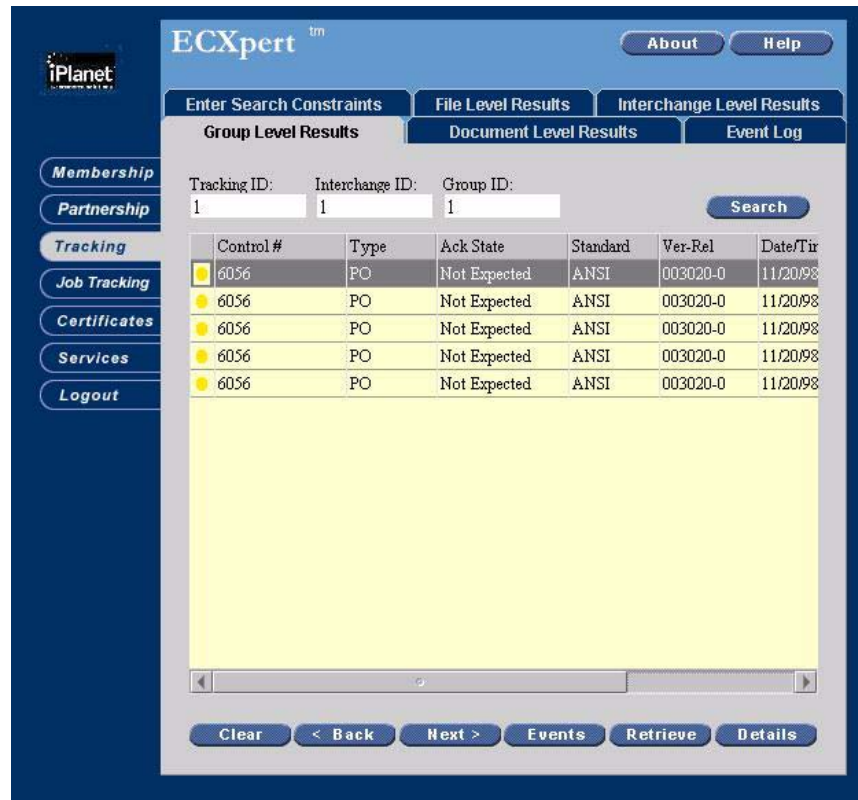 iPlanet
ECXpert tm
About Help
Enter Search Constraints File Level Results Interchange Level Results
Group Level Results Document Level Results Event Log
Membership
Partnership
Tracking
Job Tracking
Certificates
Services
Logout
Tracking ID: Interchange ID: Group ID:
1 1 1 Search
Control # Type Ack State Standard Ver-Rel Date/Tir
6056 PO Not Expected ANSI 003020-0 11/20/98
6056 PO Not Expected ANSI 003020-0 11/20/98
6056 PO Not Expected ANSI 003020-0 11/20/98
6056 PO Not Expected ANSI 003020-0 11/20/98
6056 PO Not Expected ANSI 003020-0 11/20/98
Clear < Back Next > Events Retrieve Details